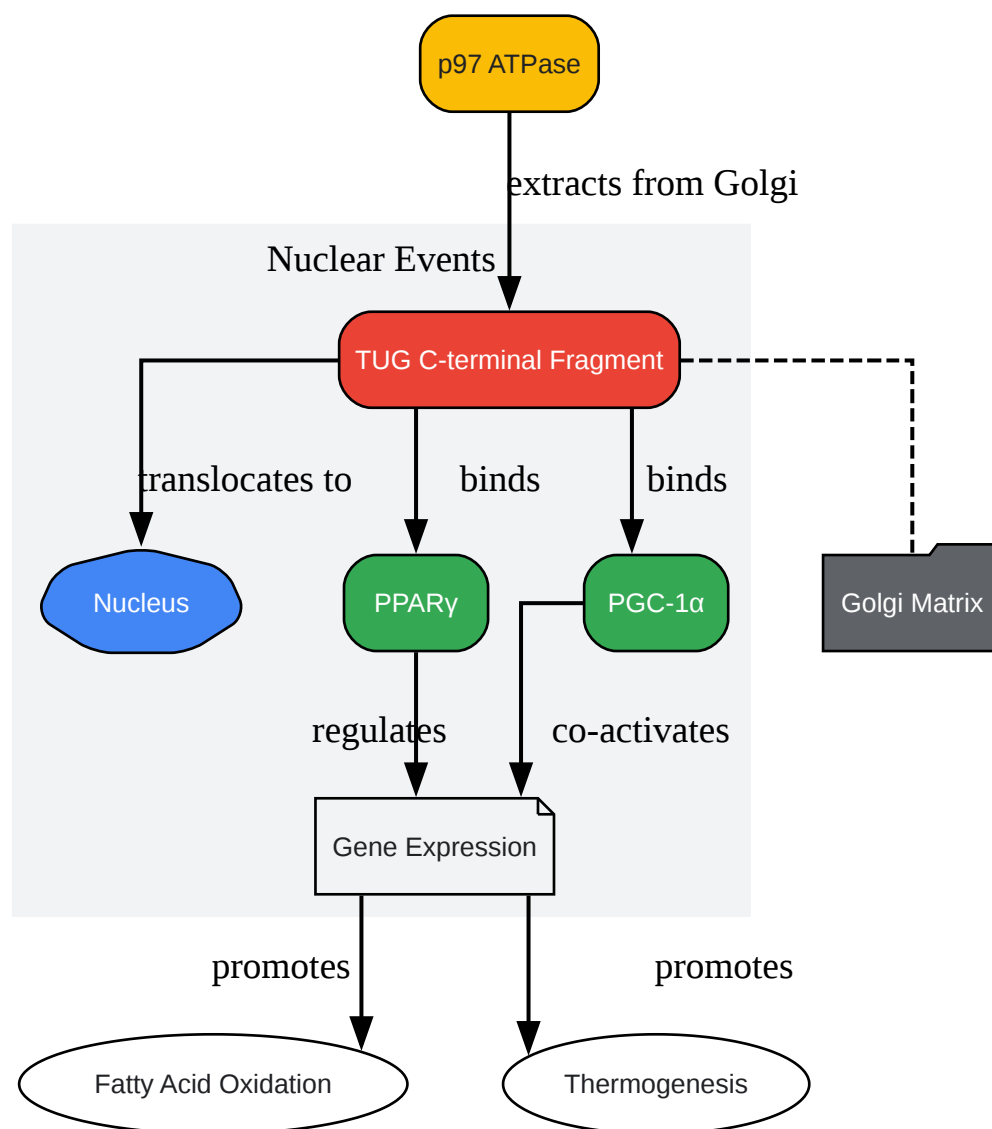 p97 ATPase
extracts from Golgi
Nuclear Events
TUG C-terminal Fragment
translocates to
binds
binds
Nucleus
PPARγ
PGC-1α
Golgi Matrix
regulates
co-activates
Gene Expression
promotes
promotes
Fatty Acid Oxidation
Thermogenesis